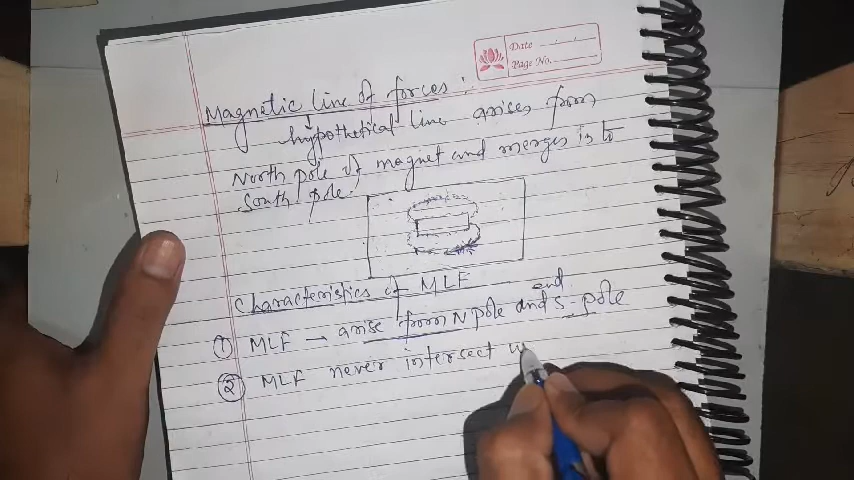 Date
Page No.
Magnetic line of forces :
hypothetical line arises from
North pole of magnet and merges in to
South pole.
Characteristics of MLF
① MLF → arise from N pole and end S-pole
② MLF never intersect w